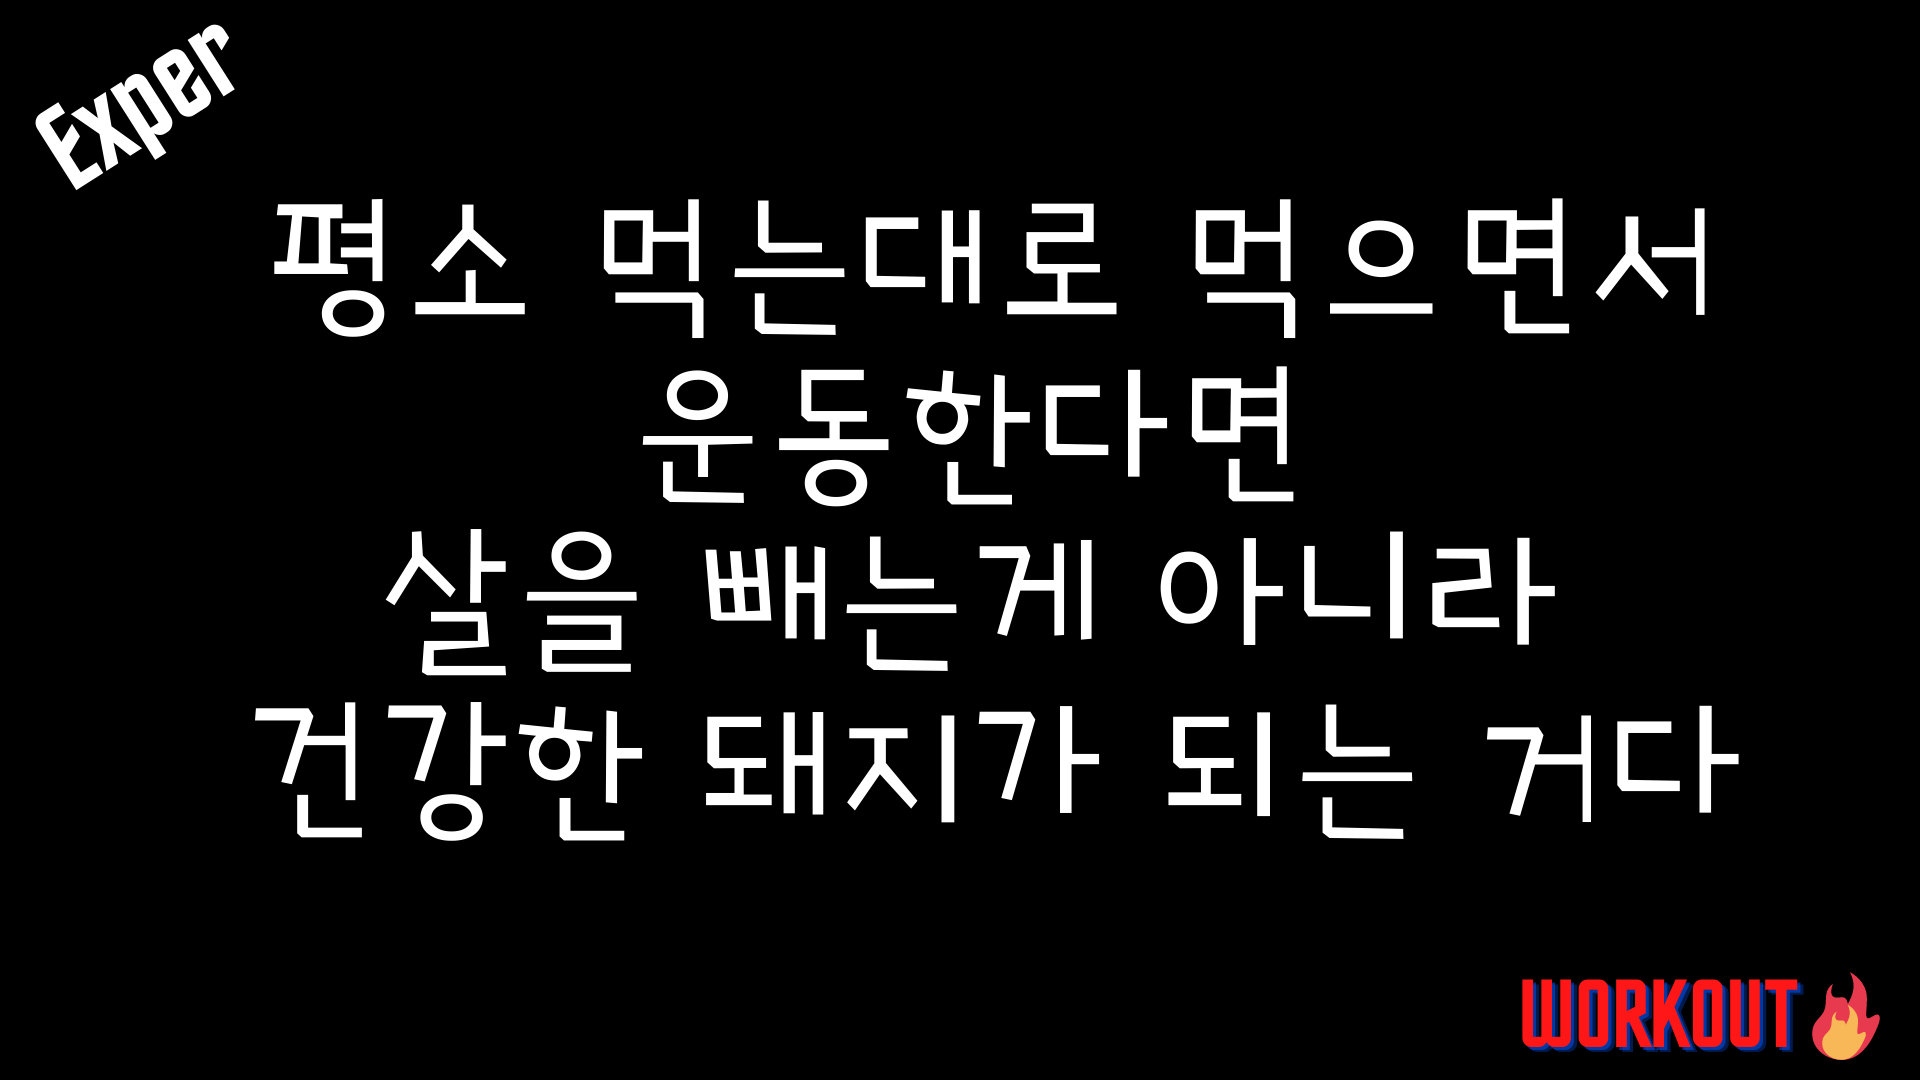 Exper
평소 먹는대로 먹으면서
운동한다면
살을 빼는게 아니라
건강한 돼지가 되는 거다
WORKOUT